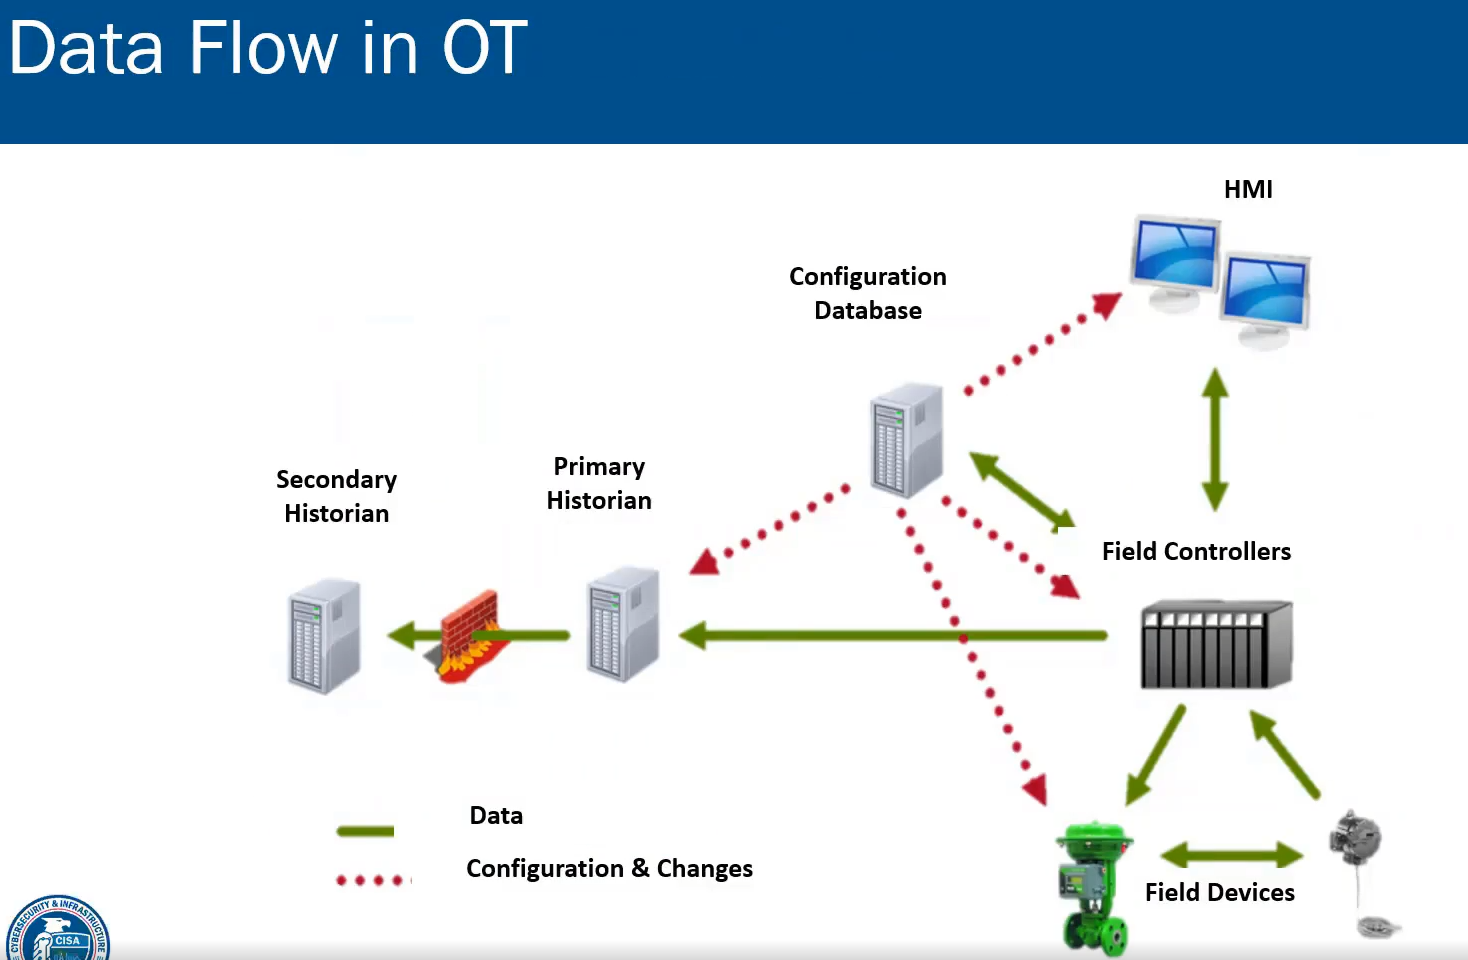 Data Flow in OT
HMI
Configuration
Database
Primary
Historian
Secondary
Historian
Field Controllers
Data
Configuration & Changes
Field Devices
CYBERSECURITY & INFRASTRUCTURE
CISA